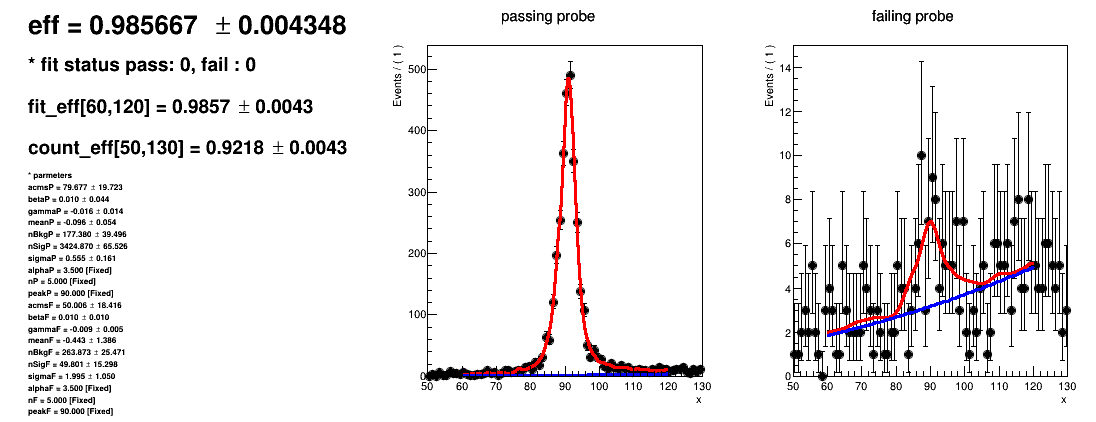 eff = 0.985667 ± 0.004348
* fit status pass: 0, fail : 0
fit_eff[60,120] = 0.9857 ± 0.0043
count_eff[50,130] = 0.9218 ± 0.0043
* parmeters
acmsP = 79.677 ± 19.723
betaP = 0.010 ± 0.044
gammaP = -0.016 ± 0.014
meanP = -0.096 ± 0.054
nBkgP = 177.380 ± 39.496
nSigP = 3424.870 ± 65.526
sigmaP = 0.555 ± 0.161
alphaP = 3.500 [Fixed]
nP = 5.000 [Fixed]
peakP = 90.000 [Fixed]
acmsF = 50.006 ± 18.416
betaF = 0.010 ± 0.010
gammaF = -0.009 ± 0.005
meanF = -0.443 ± 1.386
nBkgF = 263.873 ± 25.471
nSigF = 49.801 ± 15.298
sigmaF = 1.995 ± 1.050
alphaF = 3.500 [Fixed]
nF = 5.000 [Fixed]
peakF = 90.000 [Fixed]
passing probe
Events / ( 1 )
500
400
300
200
100
0
50 60 70 80 90 100 110 120 130
x
failing probe
Events / ( 1 )
14
12
10
8
6
4
2
0
50 60 70 80 90 100 110 120 130
x